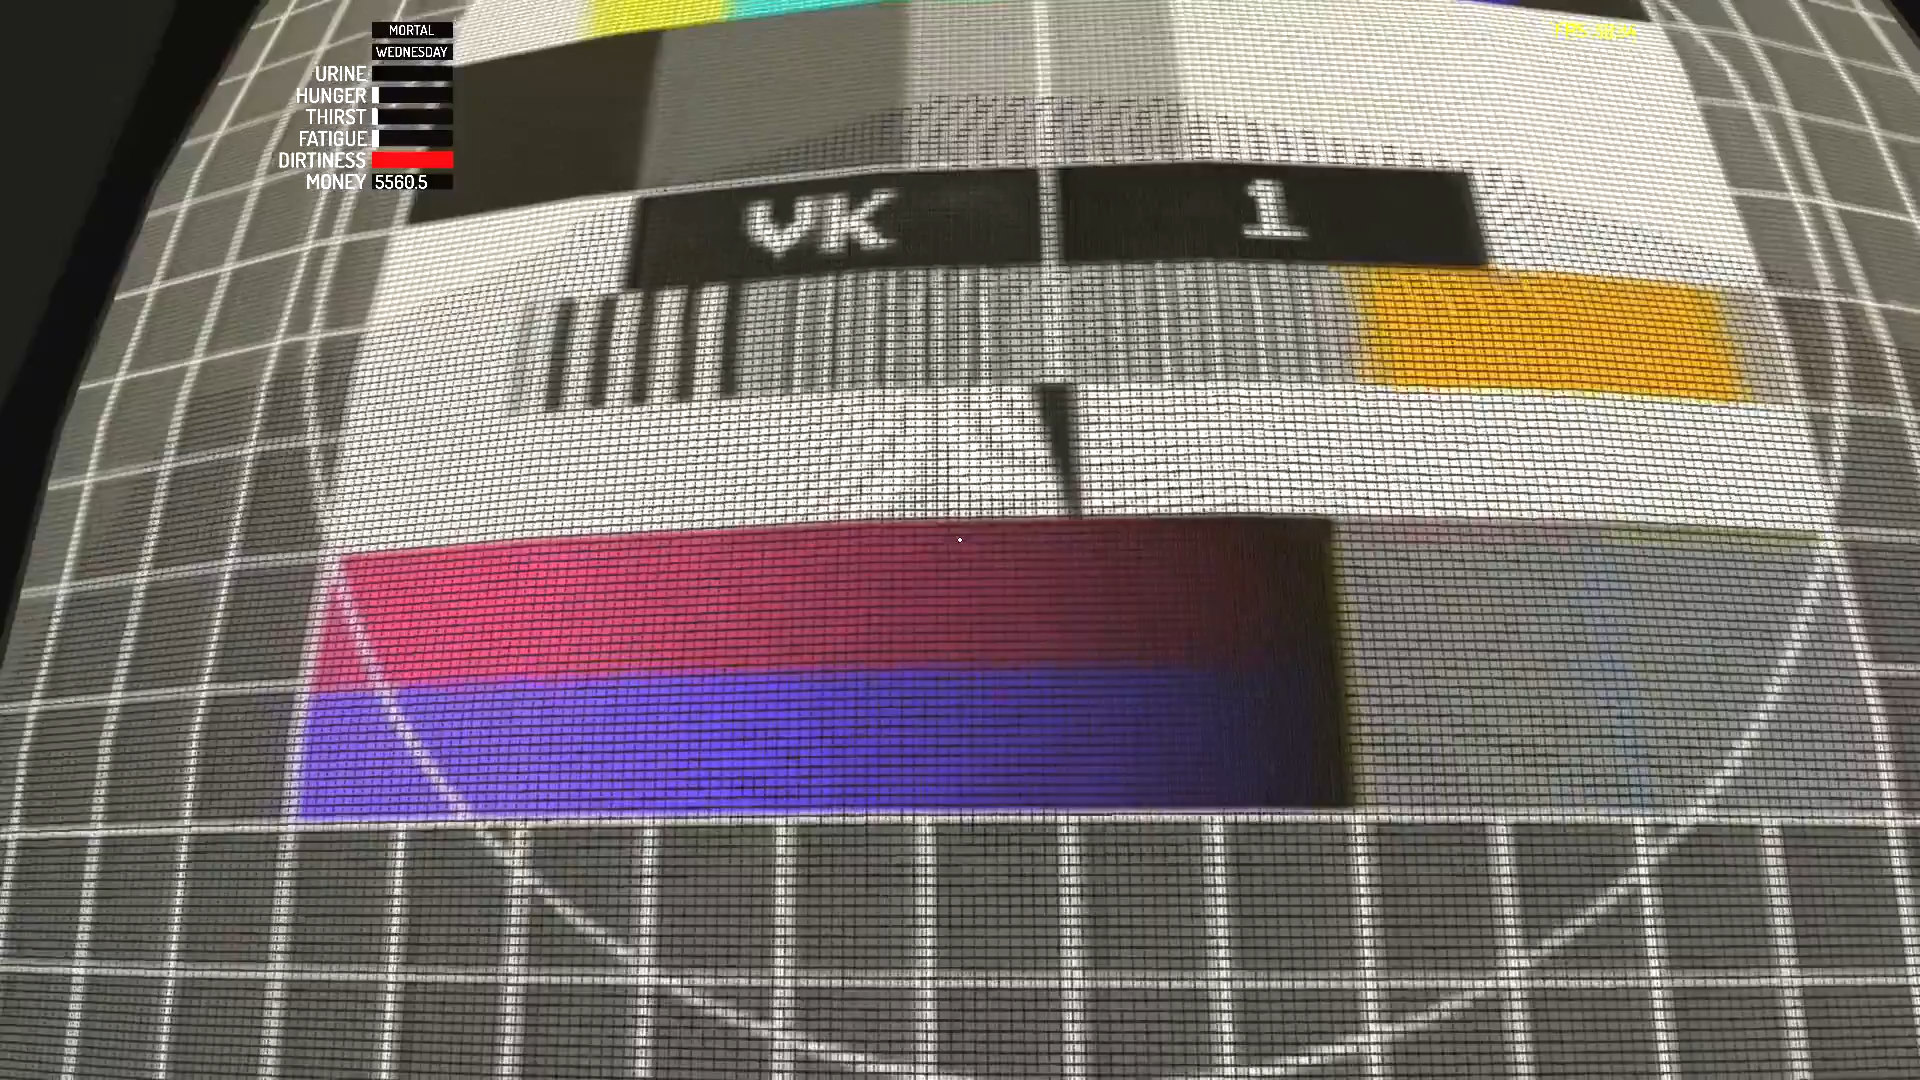 MORTAL
WEDNESDAY
URINE
HUNGER
THIRST
FATIGUE
DIRTINESS
MONEY 5560.5
VK 1